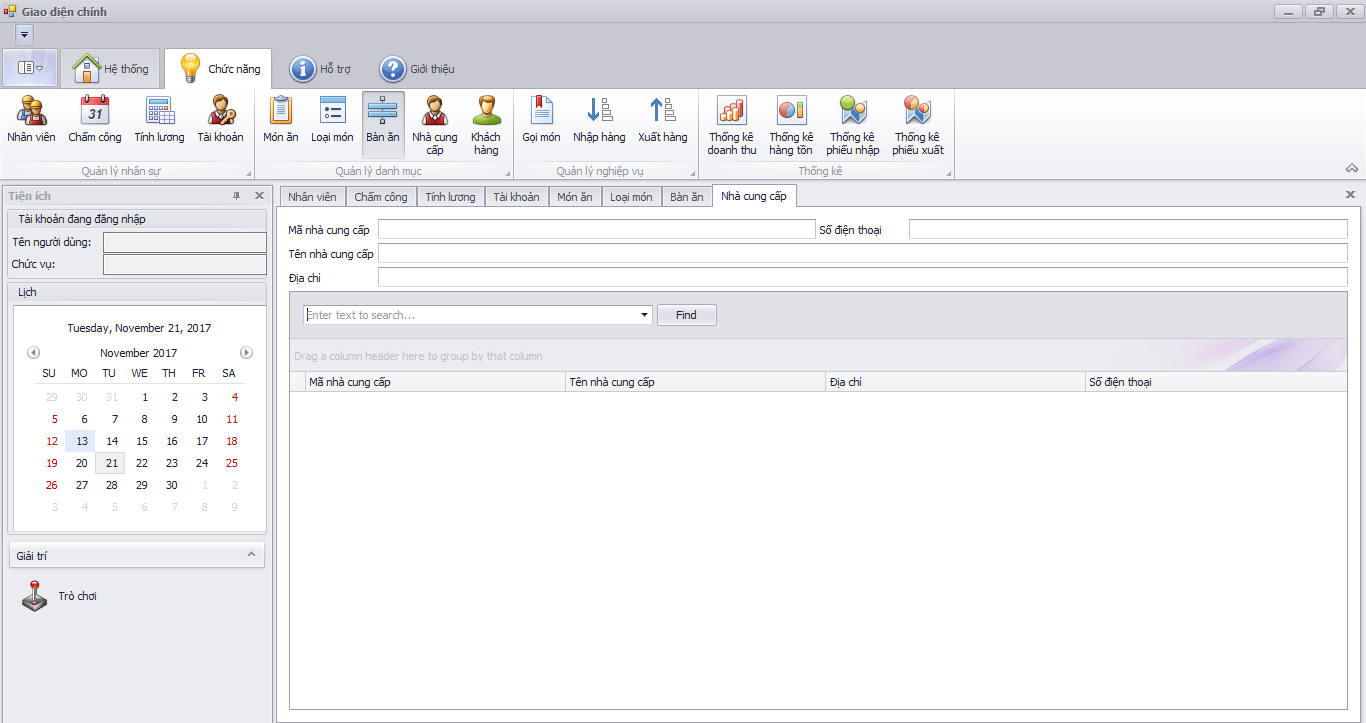 Giao diện chính
Hệ thống
Chức năng
Hỗ trợ
Giới thiệu
Nhân viên
Chấm công
Tính lương
Tài khoản
Quản lý nhân sự
Món ăn
Loại món
Bàn ăn
Nhà cung
cấp
Khách
hàng
Quản lý danh mục
Gọi món
Nhập hàng
Xuất hàng
Quản lý nghiệp vụ
Thống kê
doanh thu
Thống kê
hàng tồn
Thống kê
phiếu nhập
Thống kê
phiếu xuất
Thống kê
Tiện ích
Tài khoản đang đăng nhập
Tên người dùng:
Chức vụ:
Lịch
Tuesday, November 21, 2017
November 2017
SU MO TU WE TH FR SA
29 30 31 1 2 3 4
5 6 7 8 9 10 11
12 13 14 15 16 17 18
19 20 21 22 23 24 25
26 27 28 29 30 1 2
3 4 5 6 7 8 9
Giải trí
Trò chơi
Nhân viên Chấm công Tính lương Tài khoản Món ăn Loại món Bàn ăn Nhà cung cấp
Mã nhà cung cấp
Số điện thoại
Tên nhà cung cấp
Địa chỉ
Enter text to search...
Find
Drag a column header here to group by that column
Mã nhà cung cấp Tên nhà cung cấp Địa chỉ Số điện thoại